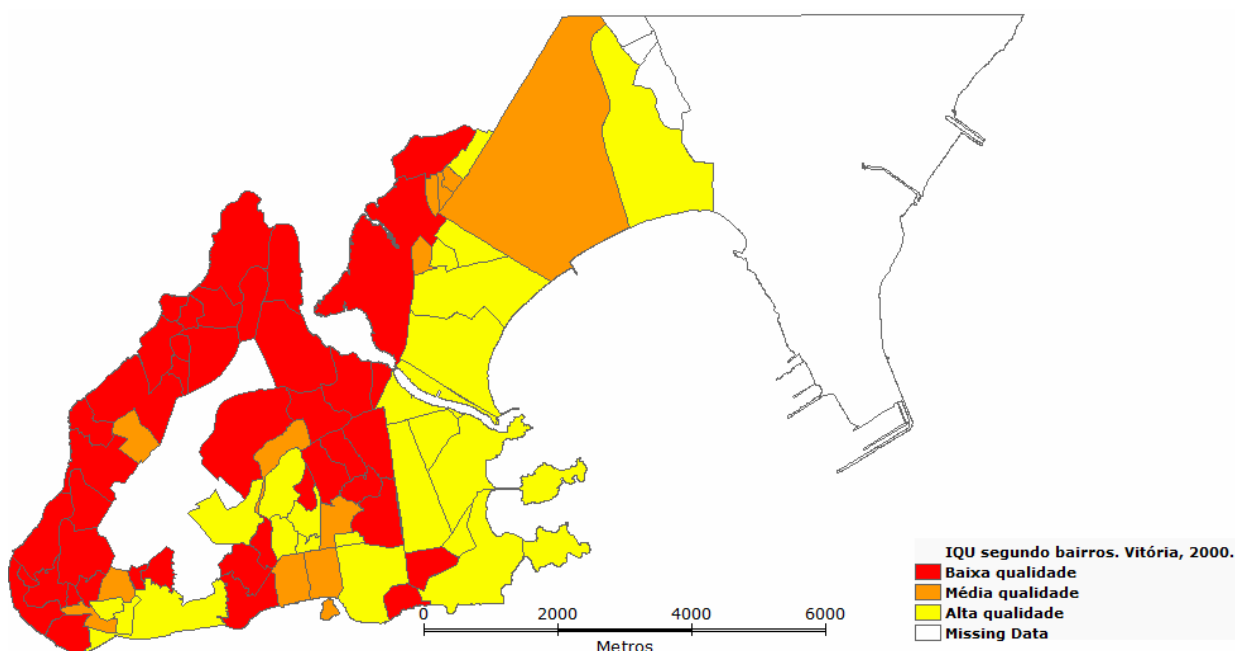 IQU segundo bairros. Vitória, 2000.
Baixa qualidade
Média qualidade
Alta qualidade
Missing Data
0 2000 4000 6000
Metros